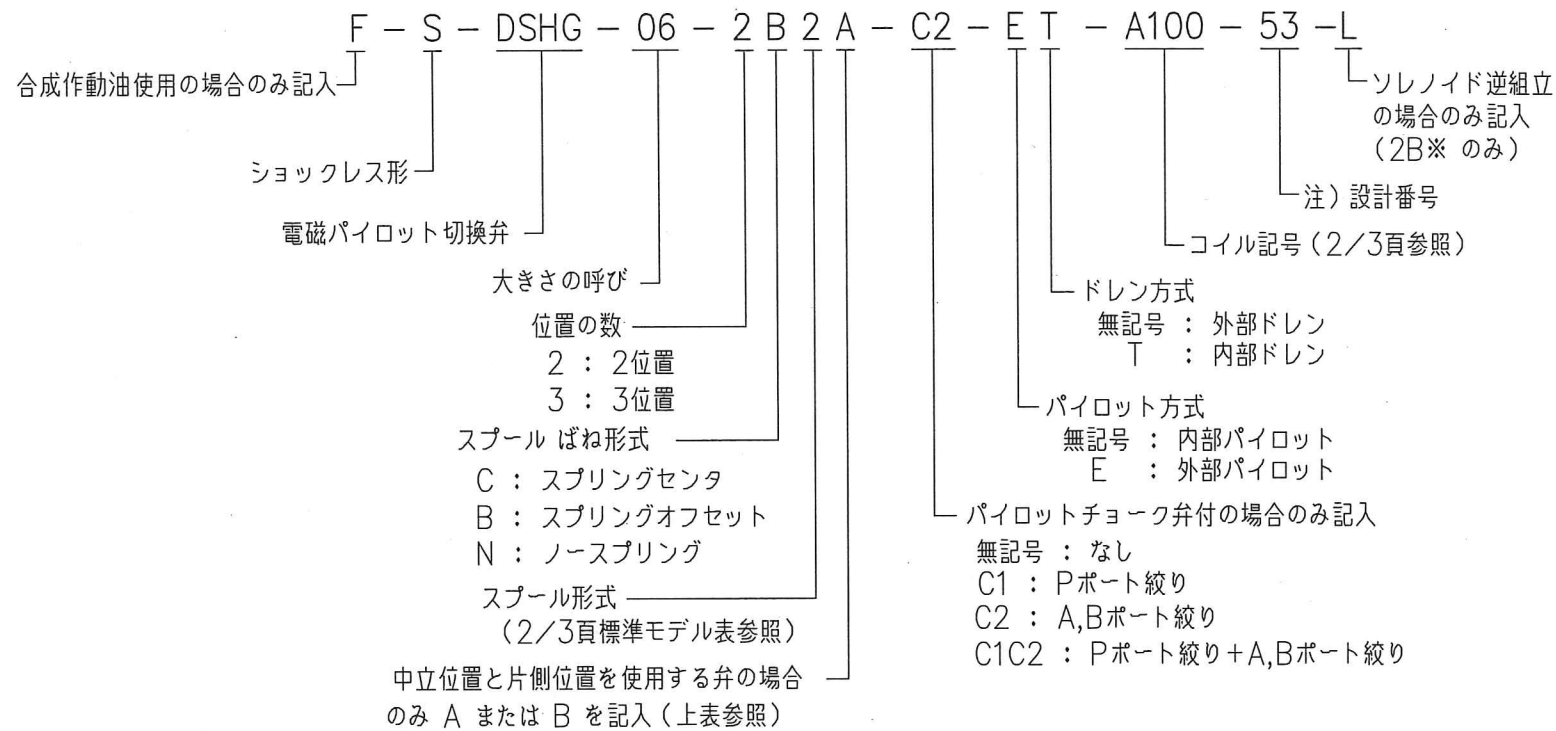 F - S - DSHG - 06 - 2 B 2 A - C2 - E T - A100 - 53 - L
合成作動油使用の場合のみ記入
ソレノイド逆組立
の場合のみ記入
(2B※ のみ)
ショックレス形
注) 設計番号
電磁パイロット切換弁
コイル記号 (2/3頁参照)
大きさの呼び
ドレン方式
無記号 : 外部ドレン
T : 内部ドレン
位置の数
2 : 2位置
3 : 3位置
パイロット方式
無記号 : 内部パイロット
E : 外部パイロット
スプール ばね形式
C : スプリングセンタ
B : スプリングオフセット
N : ノースプリング
パイロットチョーク弁付の場合のみ記入
無記号 : なし
C1 : Pポート絞り
C2 : A,Bポート絞り
C1C2 : Pポート絞り+A,Bポート絞り
スプール形式
(2/3頁標準モデル表参照)
中立位置と片側位置を使用する弁の場合
のみ A または B を記入 (上表参照)